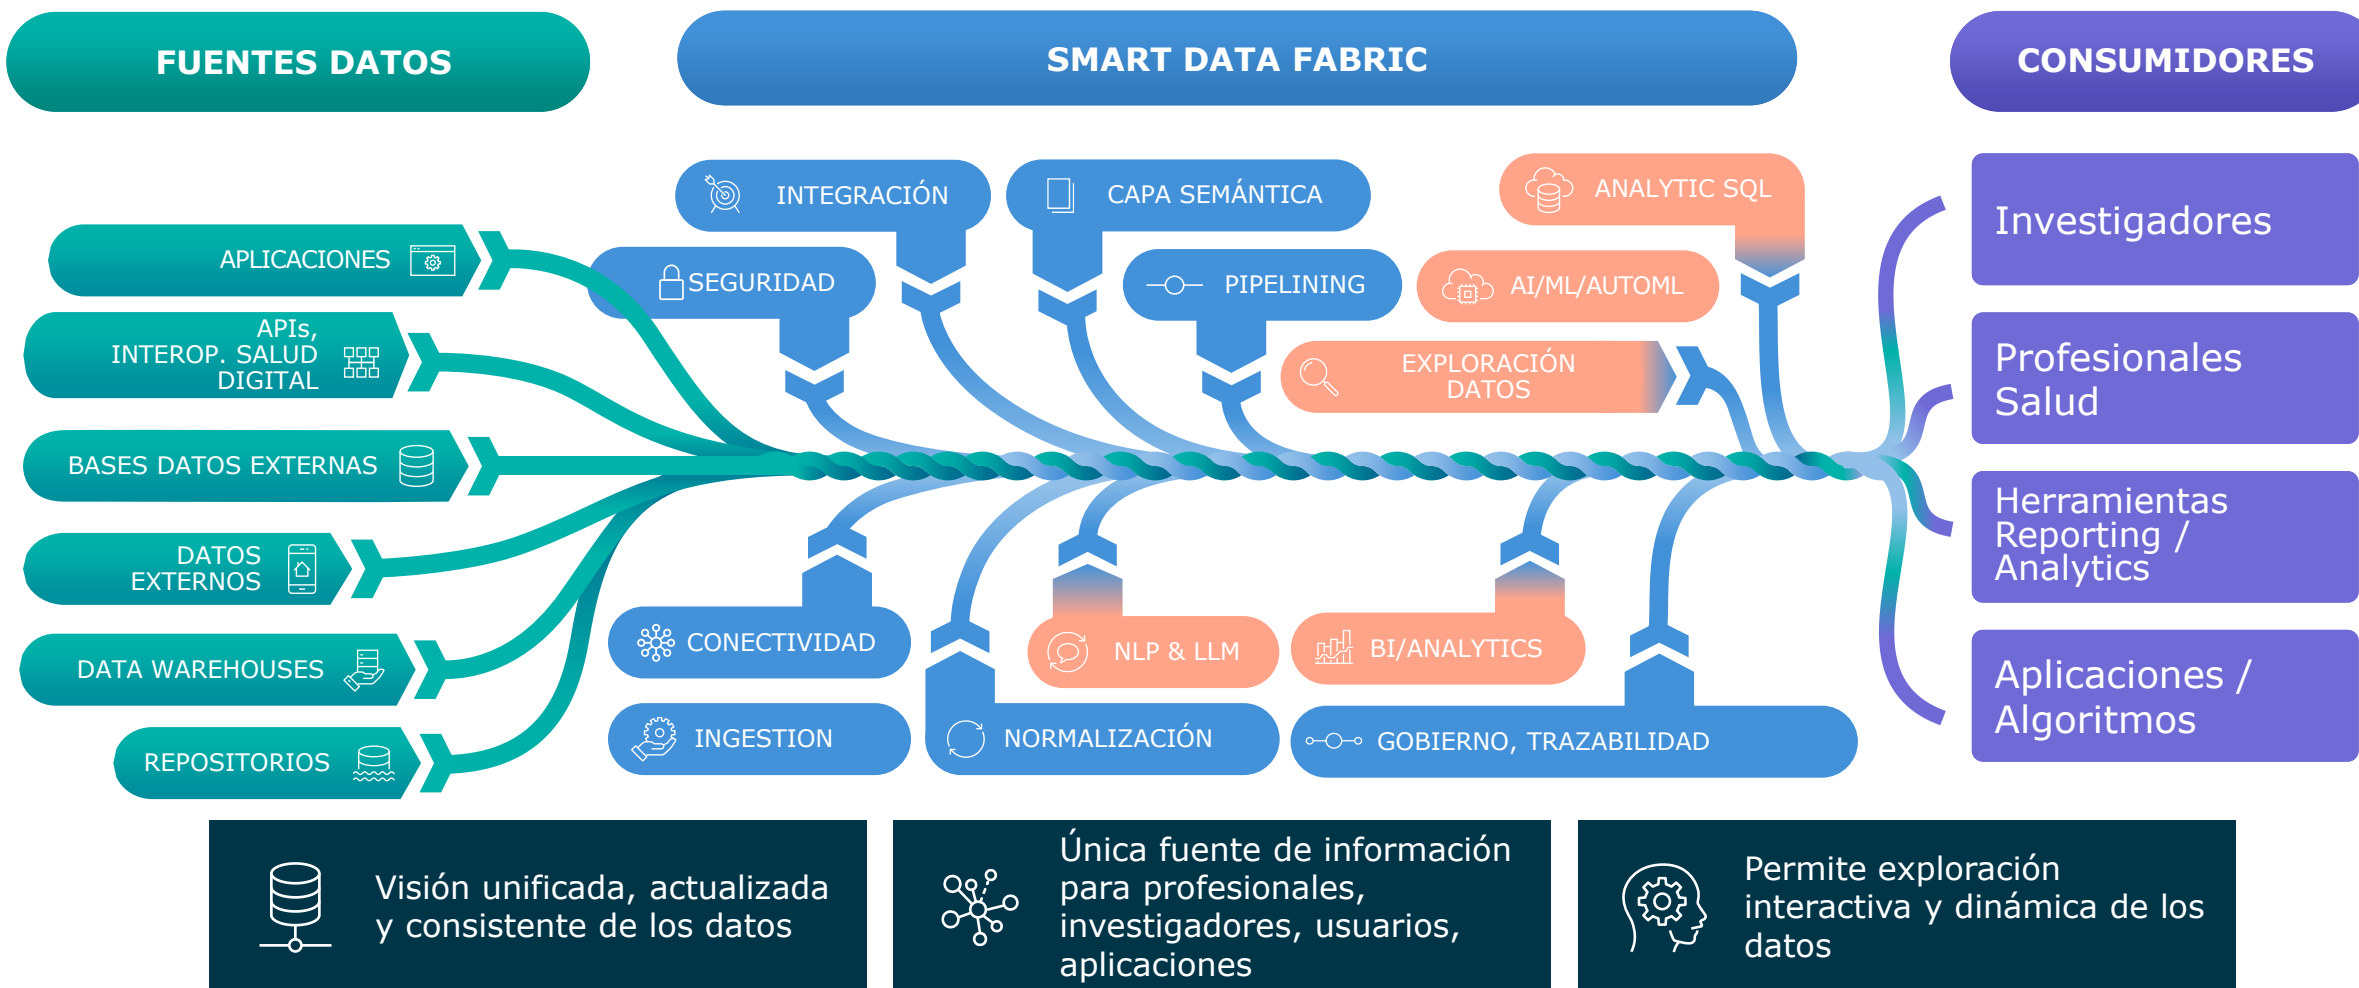 FUENTES DATOS
SMART DATA FABRIC
CONSUMIDORES
APLICACIONES
APIs,
INTEROP. SALUD
DIGITAL
BASES DATOS EXTERNAS
DATOS
EXTERNOS
DATA WAREHOUSES
REPOSITORIOS
INTEGRACIÓN
CAPA SEMÁNTICA
ANALYTIC SQL
SEGURIDAD
PIPELINING
AI/ML/AUTOML
EXPLORACIÓN
DATOS
CONECTIVIDAD
NLP & LLM
BI/ANALYTICS
INGESTION
NORMALIZACIÓN
GOBIERNO, TRAZABILIDAD
Investigadores
Profesionales
Salud
Herramientas
Reporting /
Analytics
Aplicaciones /
Algoritmos
Visión unificada, actualizada
y consistente de los datos
Única fuente de información
para profesionales,
investigadores, usuarios,
aplicaciones
Permite exploración
interactiva y dinámica de los
datos